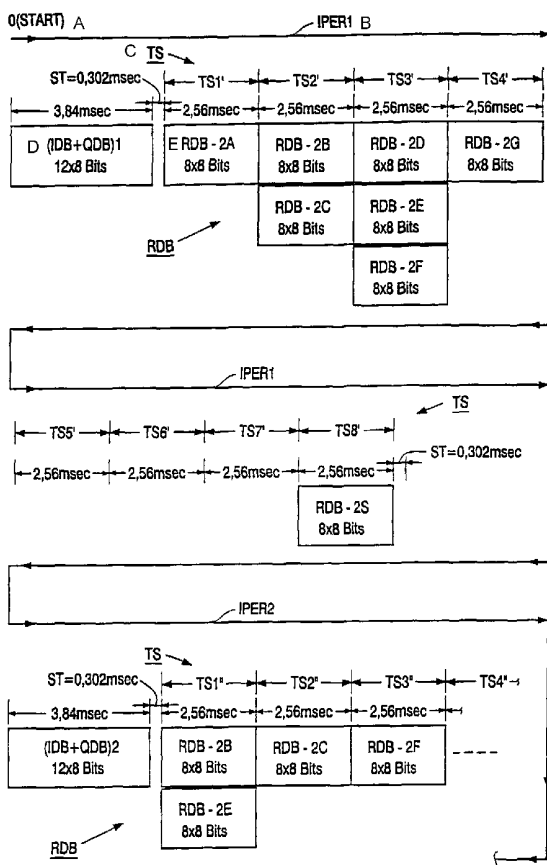 0(START) A
IPER1 B
C TS
ST=0,302msec
TS1' TS2' TS3' TS4'
3,84msec 2,56msec 2,56msec 2,56msec 2,56msec
D (IDB+QDB)1 E RDB - 2A RDB - 2B RDB - 2D RDB - 2G
12x8 Bits 8x8 Bits 8x8 Bits 8x8 Bits 8x8 Bits
RDB - 2C RDB - 2E
8x8 Bits 8x8 Bits
RDB
RDB - 2F
8x8 Bits
IPER1
TS
TS5' TS6' TS7' TS8'
2,56msec 2,56msec 2,56msec 2,56msec
ST=0,302msec
RDB - 2S
8x8 Bits
IPER2
TS
ST=0,302msec
TS1" TS2" TS3" TS4"
3,84msec 2,56msec 2,56msec 2,56msec
(IDB+QDB)2 RDB - 2B RDB - 2C RDB - 2F
12x8 Bits 8x8 Bits 8x8 Bits 8x8 Bits
RDB - 2E
8x8 Bits
RDB